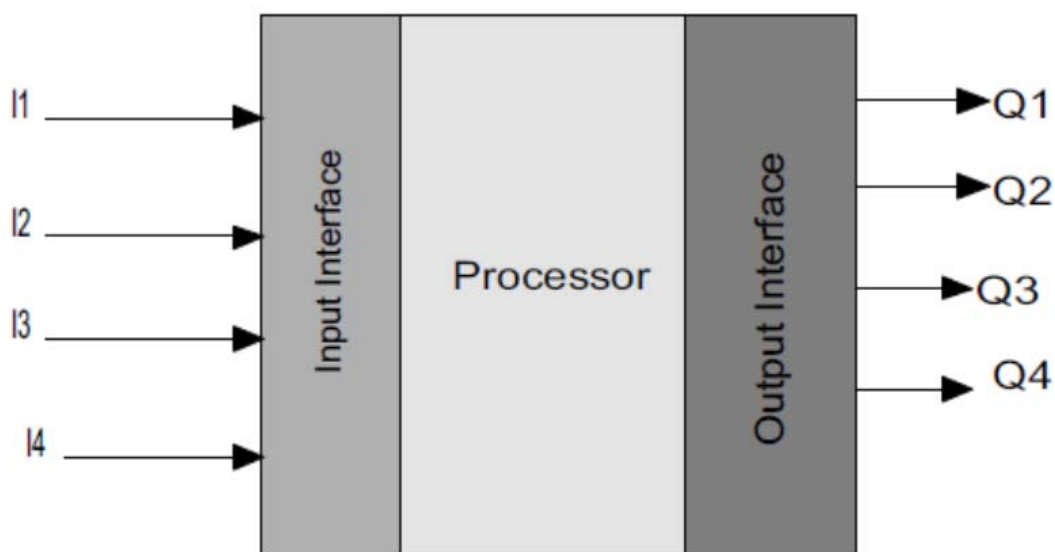 I1
I2
I3
I4
Input Interface
Processor
Output Interface
Q1
Q2
Q3
Q4